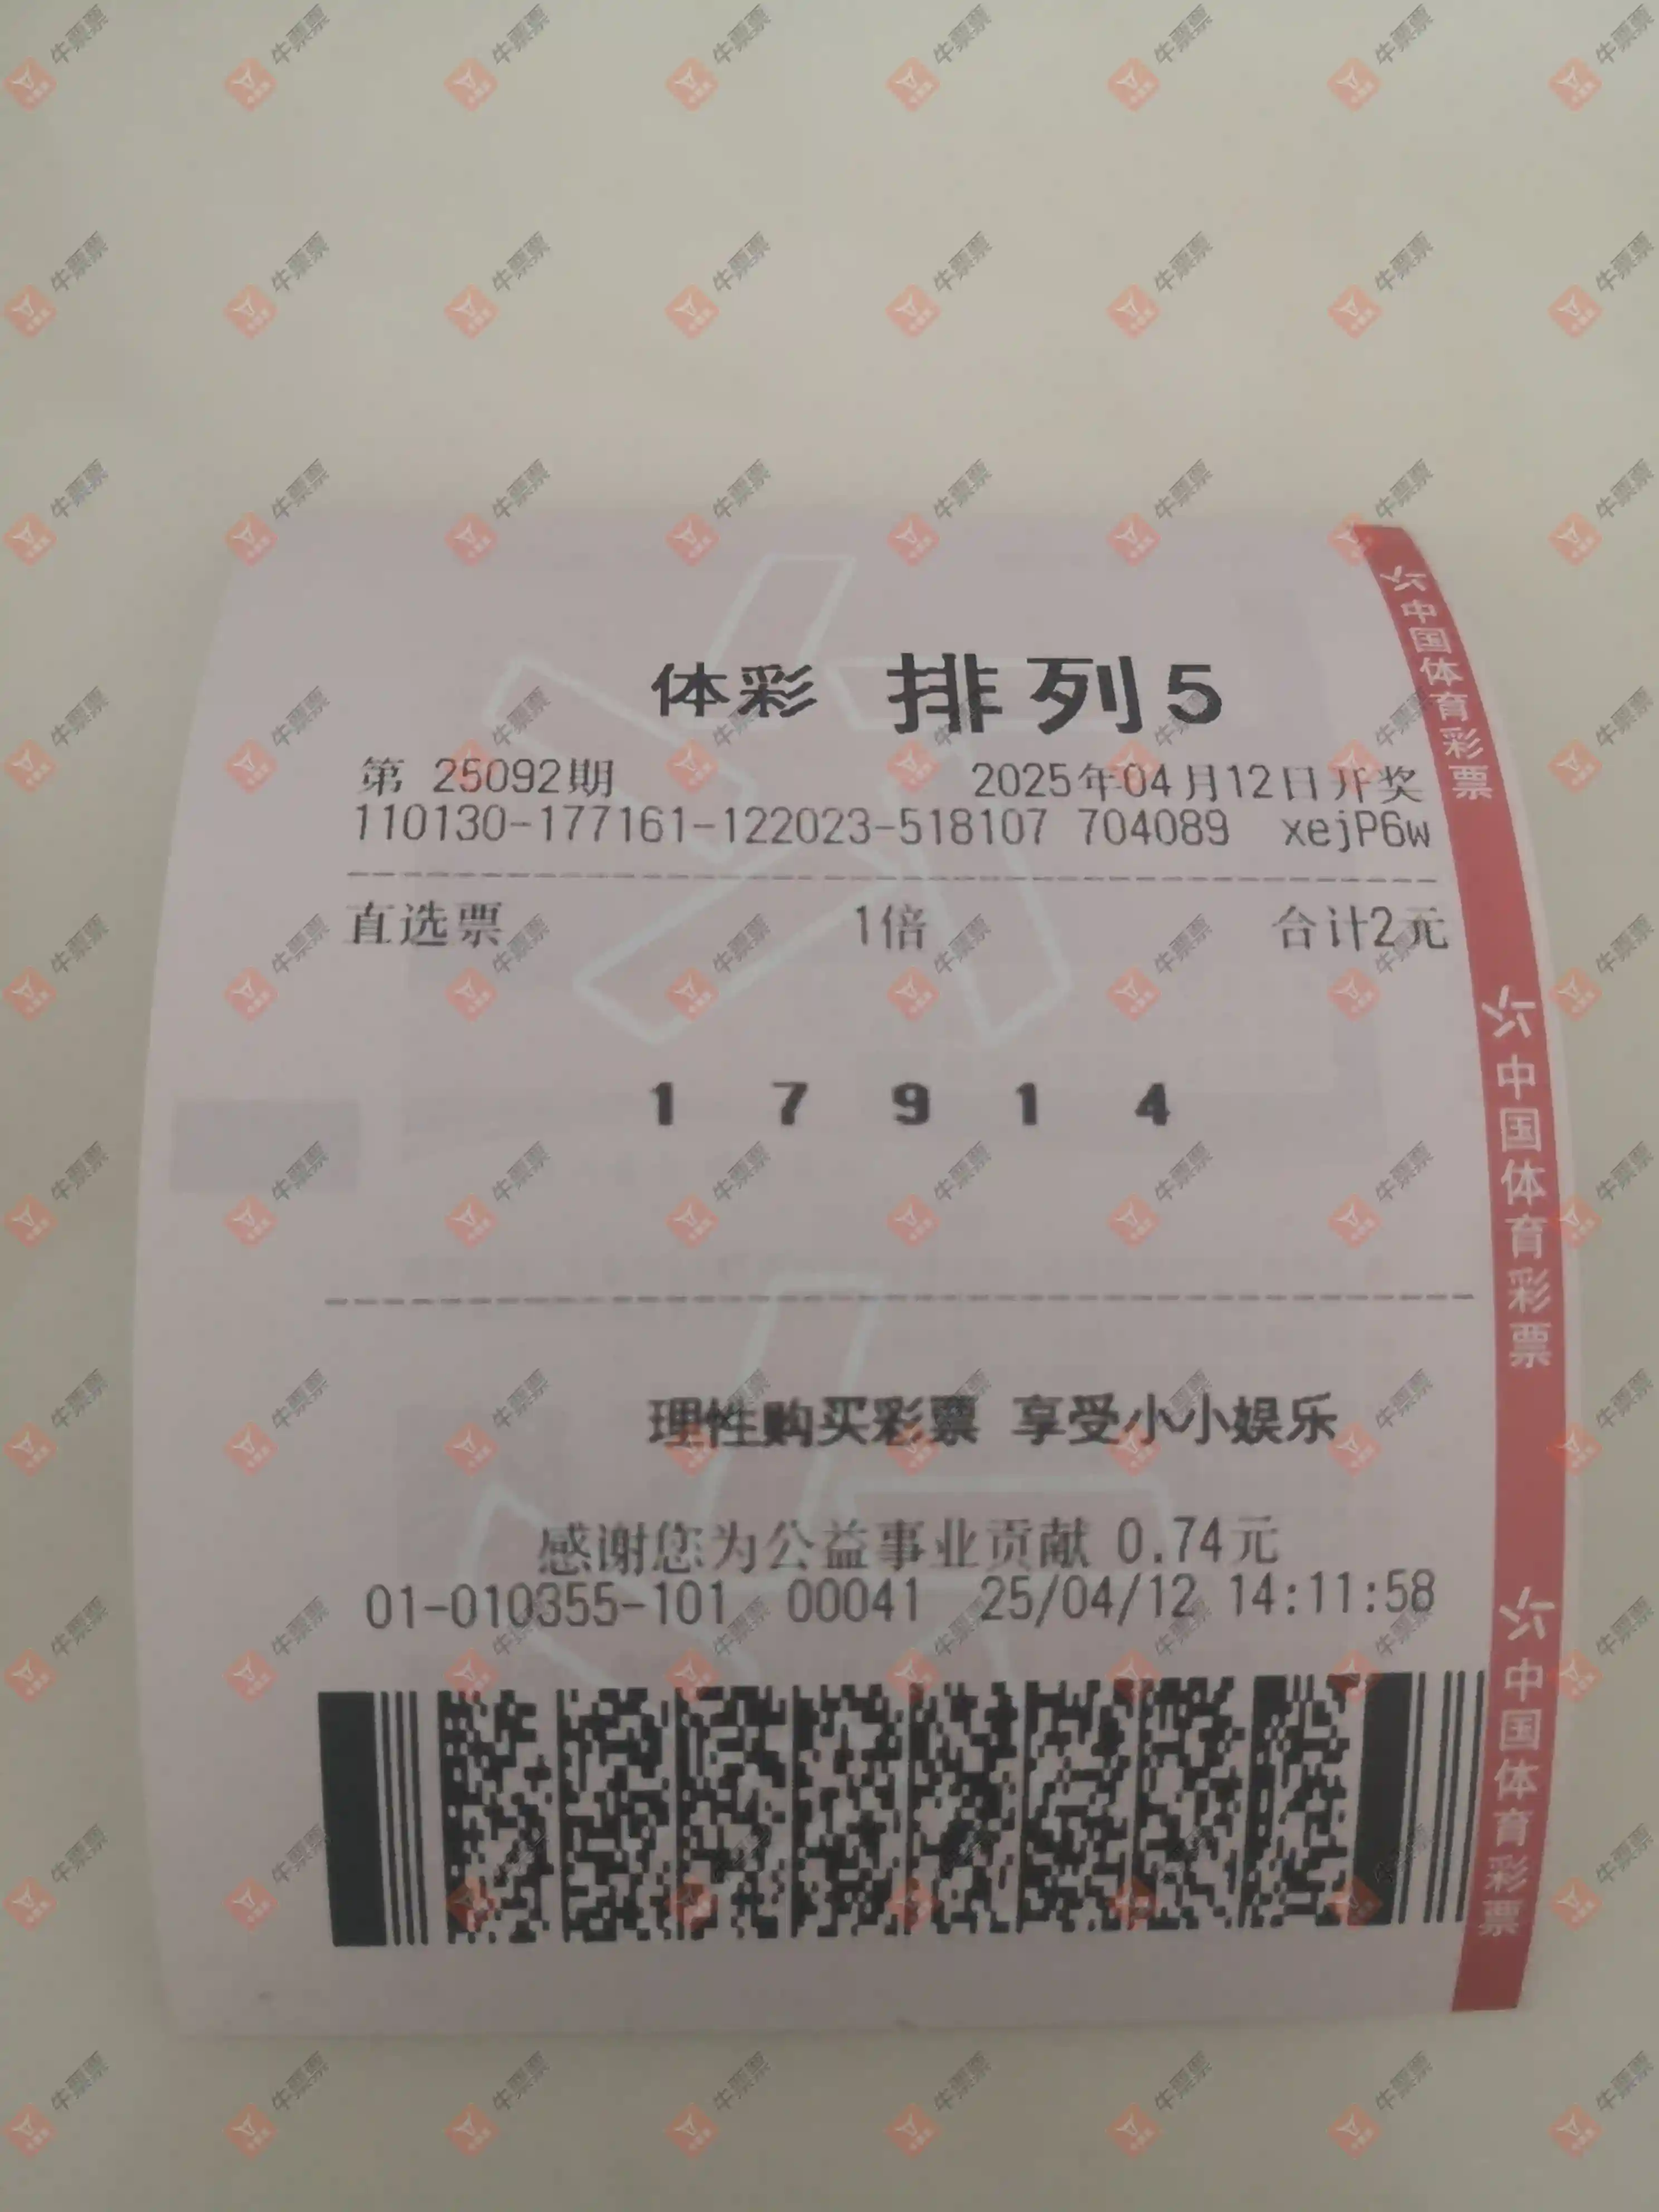 体彩 排列5
第 25092期 2025年04月12日开奖
110130-177161-122023-518107 704089 xejP6w
直选票 1倍 合计2元
1 7 9 1 4
理性购买彩票 享受小小娱乐
感谢您为公益事业贡献 0.74元
01-010355-101 00041 25/04/12 14:11:58
中国体育彩票
中国体育彩票
中国体育彩票
牛票票